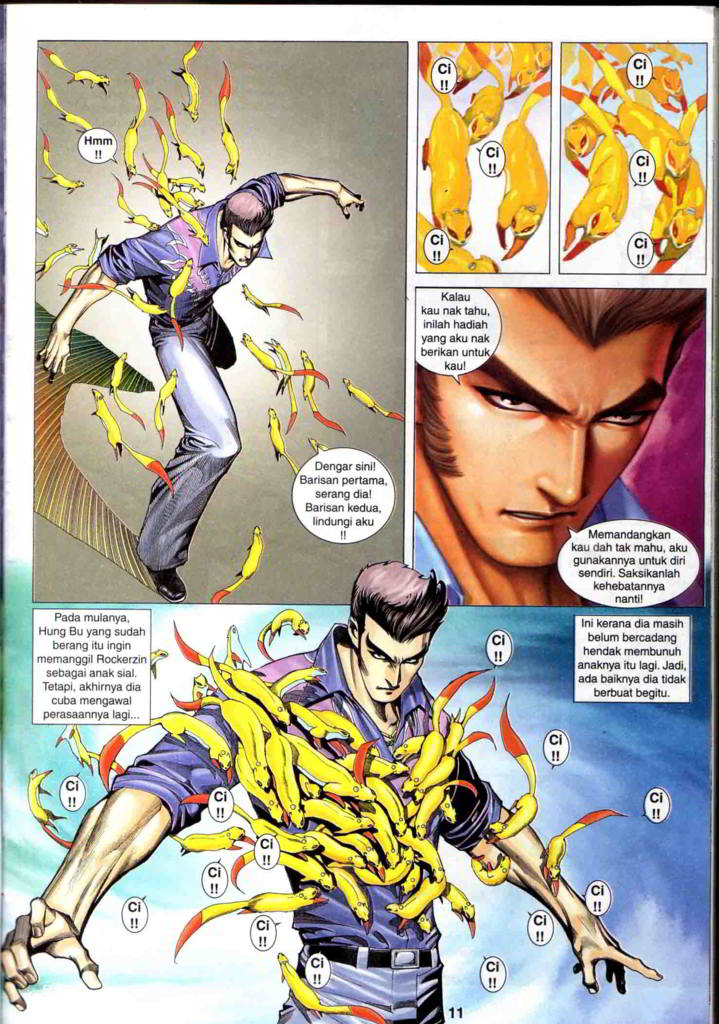 Hmm
!!
Dengar sini!
Barisan pertama,
serang dia!
Barisan kedua,
lindungi aku
!!
Ci
!!
Ci
!!
Ci
!!
Ci
!!
Ci
!!
Ci
!!
Kalau
kau nak tahu,
inilah hadiah
yang aku nak
berikan untuk
kau!
Memandangkan
kau dah tak mahu, aku
gunakannya untuk diri
sendiri. Saksikanlah
kehebatannya
nanti!
Pada mulanya,
Hung Bu yang sudah
berang itu ingin
memanggil Rockerzin
sebagai anak sial.
Tetapi, akhirnya dia
cuba mengawal
perasaannya lagi...
Ini kerana dia masih
belum bercadang
hendak membunuh
anaknya itu lagi. Jadi,
ada baiknya dia tidak
berbuat begitu.
Ci
!!
Ci
!!
Ci
!!
Ci
!!
Ci
!!
Ci
!!
Ci
!!
Ci
!!
Ci
!!
Ci
!!
Ci
!!
Ci
!!
Ci
!!
11